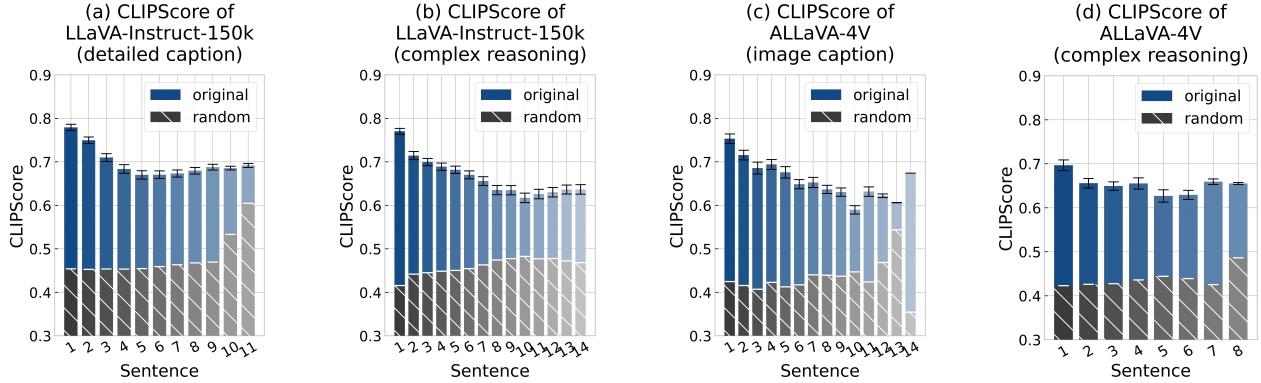 (a) CLIPScore of
LLaVA-Instruct-150k
(detailed caption)
0.9
0.8
0.7
0.6
0.5
0.4
0.3
CLIPScore
original
random
1 2 3 4 5 6 7 8 9 10 11
Sentence
(b) CLIPScore of
LLaVA-Instruct-150k
(complex reasoning)
0.9
0.8
0.7
0.6
0.5
0.4
0.3
CLIPScore
original
random
1 2 3 4 5 6 7 8 9 10 11 12 13 14
Sentence
(c) CLIPScore of
ALLaVA-4V
(image caption)
0.9
0.8
0.7
0.6
0.5
0.4
0.3
CLIPScore
original
random
1 2 3 4 5 6 7 8 9 10 11 12 13 14
Sentence
(d) CLIPScore of
ALLaVA-4V
(complex reasoning)
0.9
0.8
0.7
0.6
0.5
0.4
0.3
CLIPScore
original
random
1 2 3 4 5 6 7 8
Sentence